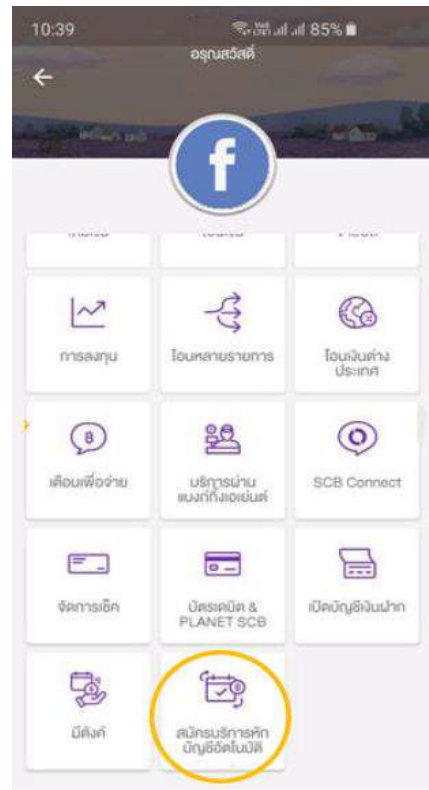 10:39
85%
อรุณสวัสดิ์
f
การลงทุน
โอนหลายรายการ
โอนเงินต่าง
ประเทศ
เตือนเพื่อจ่าย
บริการผ่าน
แบงก์กิ้งเอเย่นต์
SCB Connect
จัดการเช็ค
บัตรเดบิต &
PLANET SCB
เปิดบัญชีเงินฝาก
มีตังค์
สมัครบริการหัก
บัญชีอัตโนมัติ